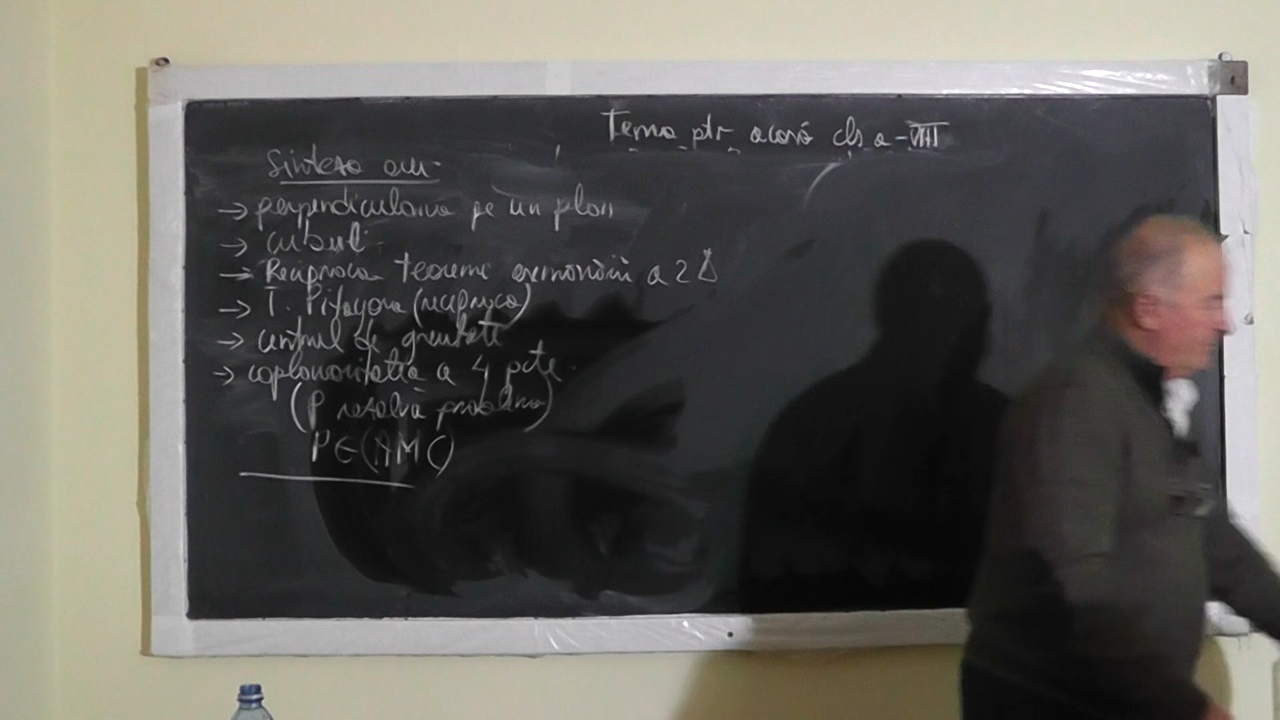 Tema ptr acasă cls a-VIII
Sinteza
→ perpendiculara pe un plan
→ cubul
→ Reciproca teoremei asemănării a 2 Δ
→ T. Pitagora (reciproca)
→ centrul de greutate
→ coplanaritatea a 4 pcte.
(P rezolvă problema)
P∈(AMC)